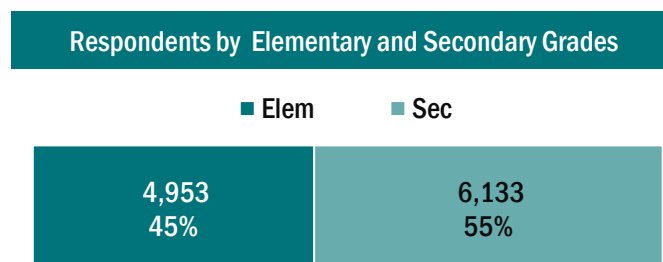 Respondents by Elementary and Secondary Grades
Elem Sec
4,953 6,133
45% 55%